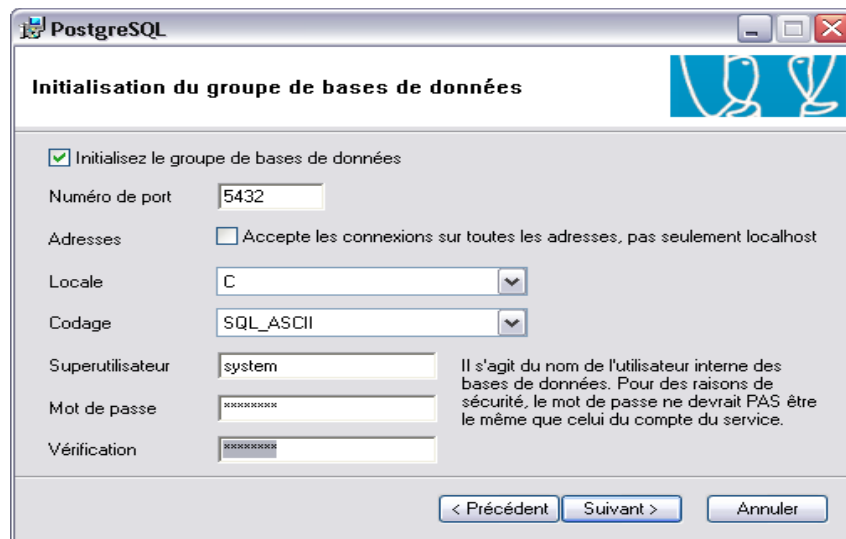 PostgreSQL
Initialisation du groupe de bases de données
Initialisez le groupe de bases de données
Numéro de port 5432
Adresses Accepte les connexions sur toutes les adresses, pas seulement localhost
Locale C
Codage SQL_ASCII
Superutilisateur system
Il s'agit du nom de l'utilisateur interne des
bases de données. Pour des raisons de
sécurité, le mot de passe ne devrait PAS être
le même que celui du compte du service.
Mot de passe ********
Vérification ********
< Précédent Suivant > Annuler